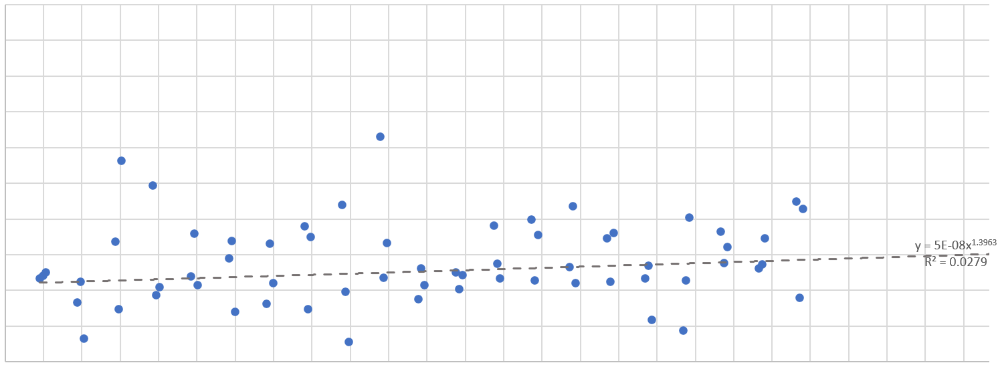 y = 5E-08x^1.3963
R² = 0.0279